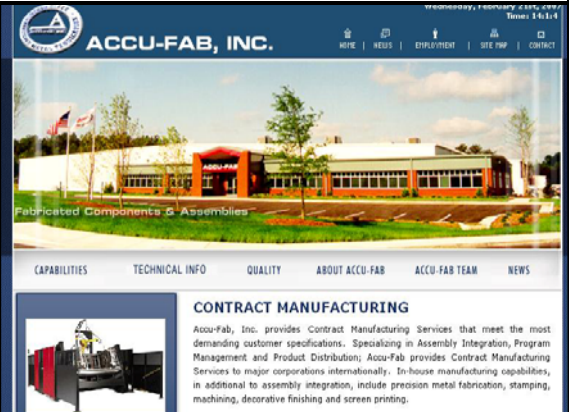 Wednesday, February 21st, 2007
Time: 14:1:4
ACCU-FAB, INC.
HOME | NEWS | EMPLOYMENT | SITE MAP | CONTACT
ACCU-FAB
Fabricated Components & Assemblies
CAPABILITIES TECHNICAL INFO QUALITY ABOUT ACCU-FAB ACCU-FAB TEAM NEWS
CONTRACT MANUFACTURING
Accu-Fab, Inc. provides Contract Manufacturing Services that meet the most
demanding customer specifications. Specializing in Assembly Integration, Program
Management and Product Distribution; Accu-Fab provides Contract Manufacturing
Services to major corporations internationally. In-house manufacturing capabilities,
in additional to assembly integration, include precision metal fabrication, stamping,
machining, decorative finishing and screen printing.